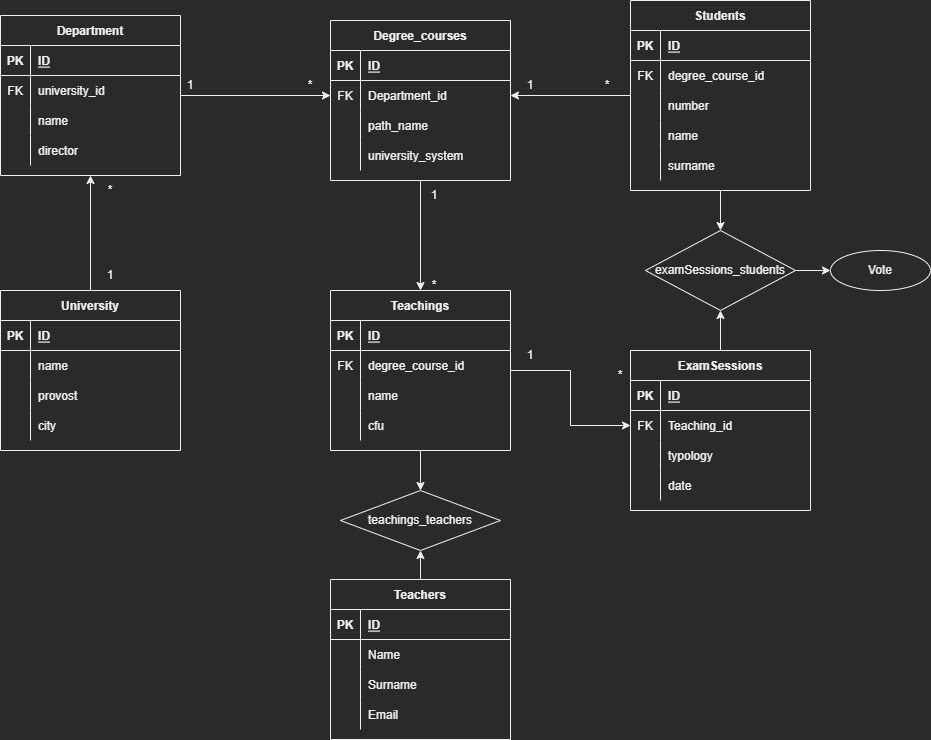 Department
PK ID
FK university_id
name
director
1
*
Degree_courses
PK ID
FK Department_id
path_name
university_system
1
*
Students
PK ID
FK degree_course_id
number
name
surname
*
1
1
*
University
PK ID
name
provost
city
Teachings
PK ID
FK degree_course_id
name
cfu
exam­Sessions_students
Vote
1
*
ExamSessions
PK ID
FK Teaching_id
typology
date
teachings_teachers
Teachers
PK ID
Name
Surname
Email